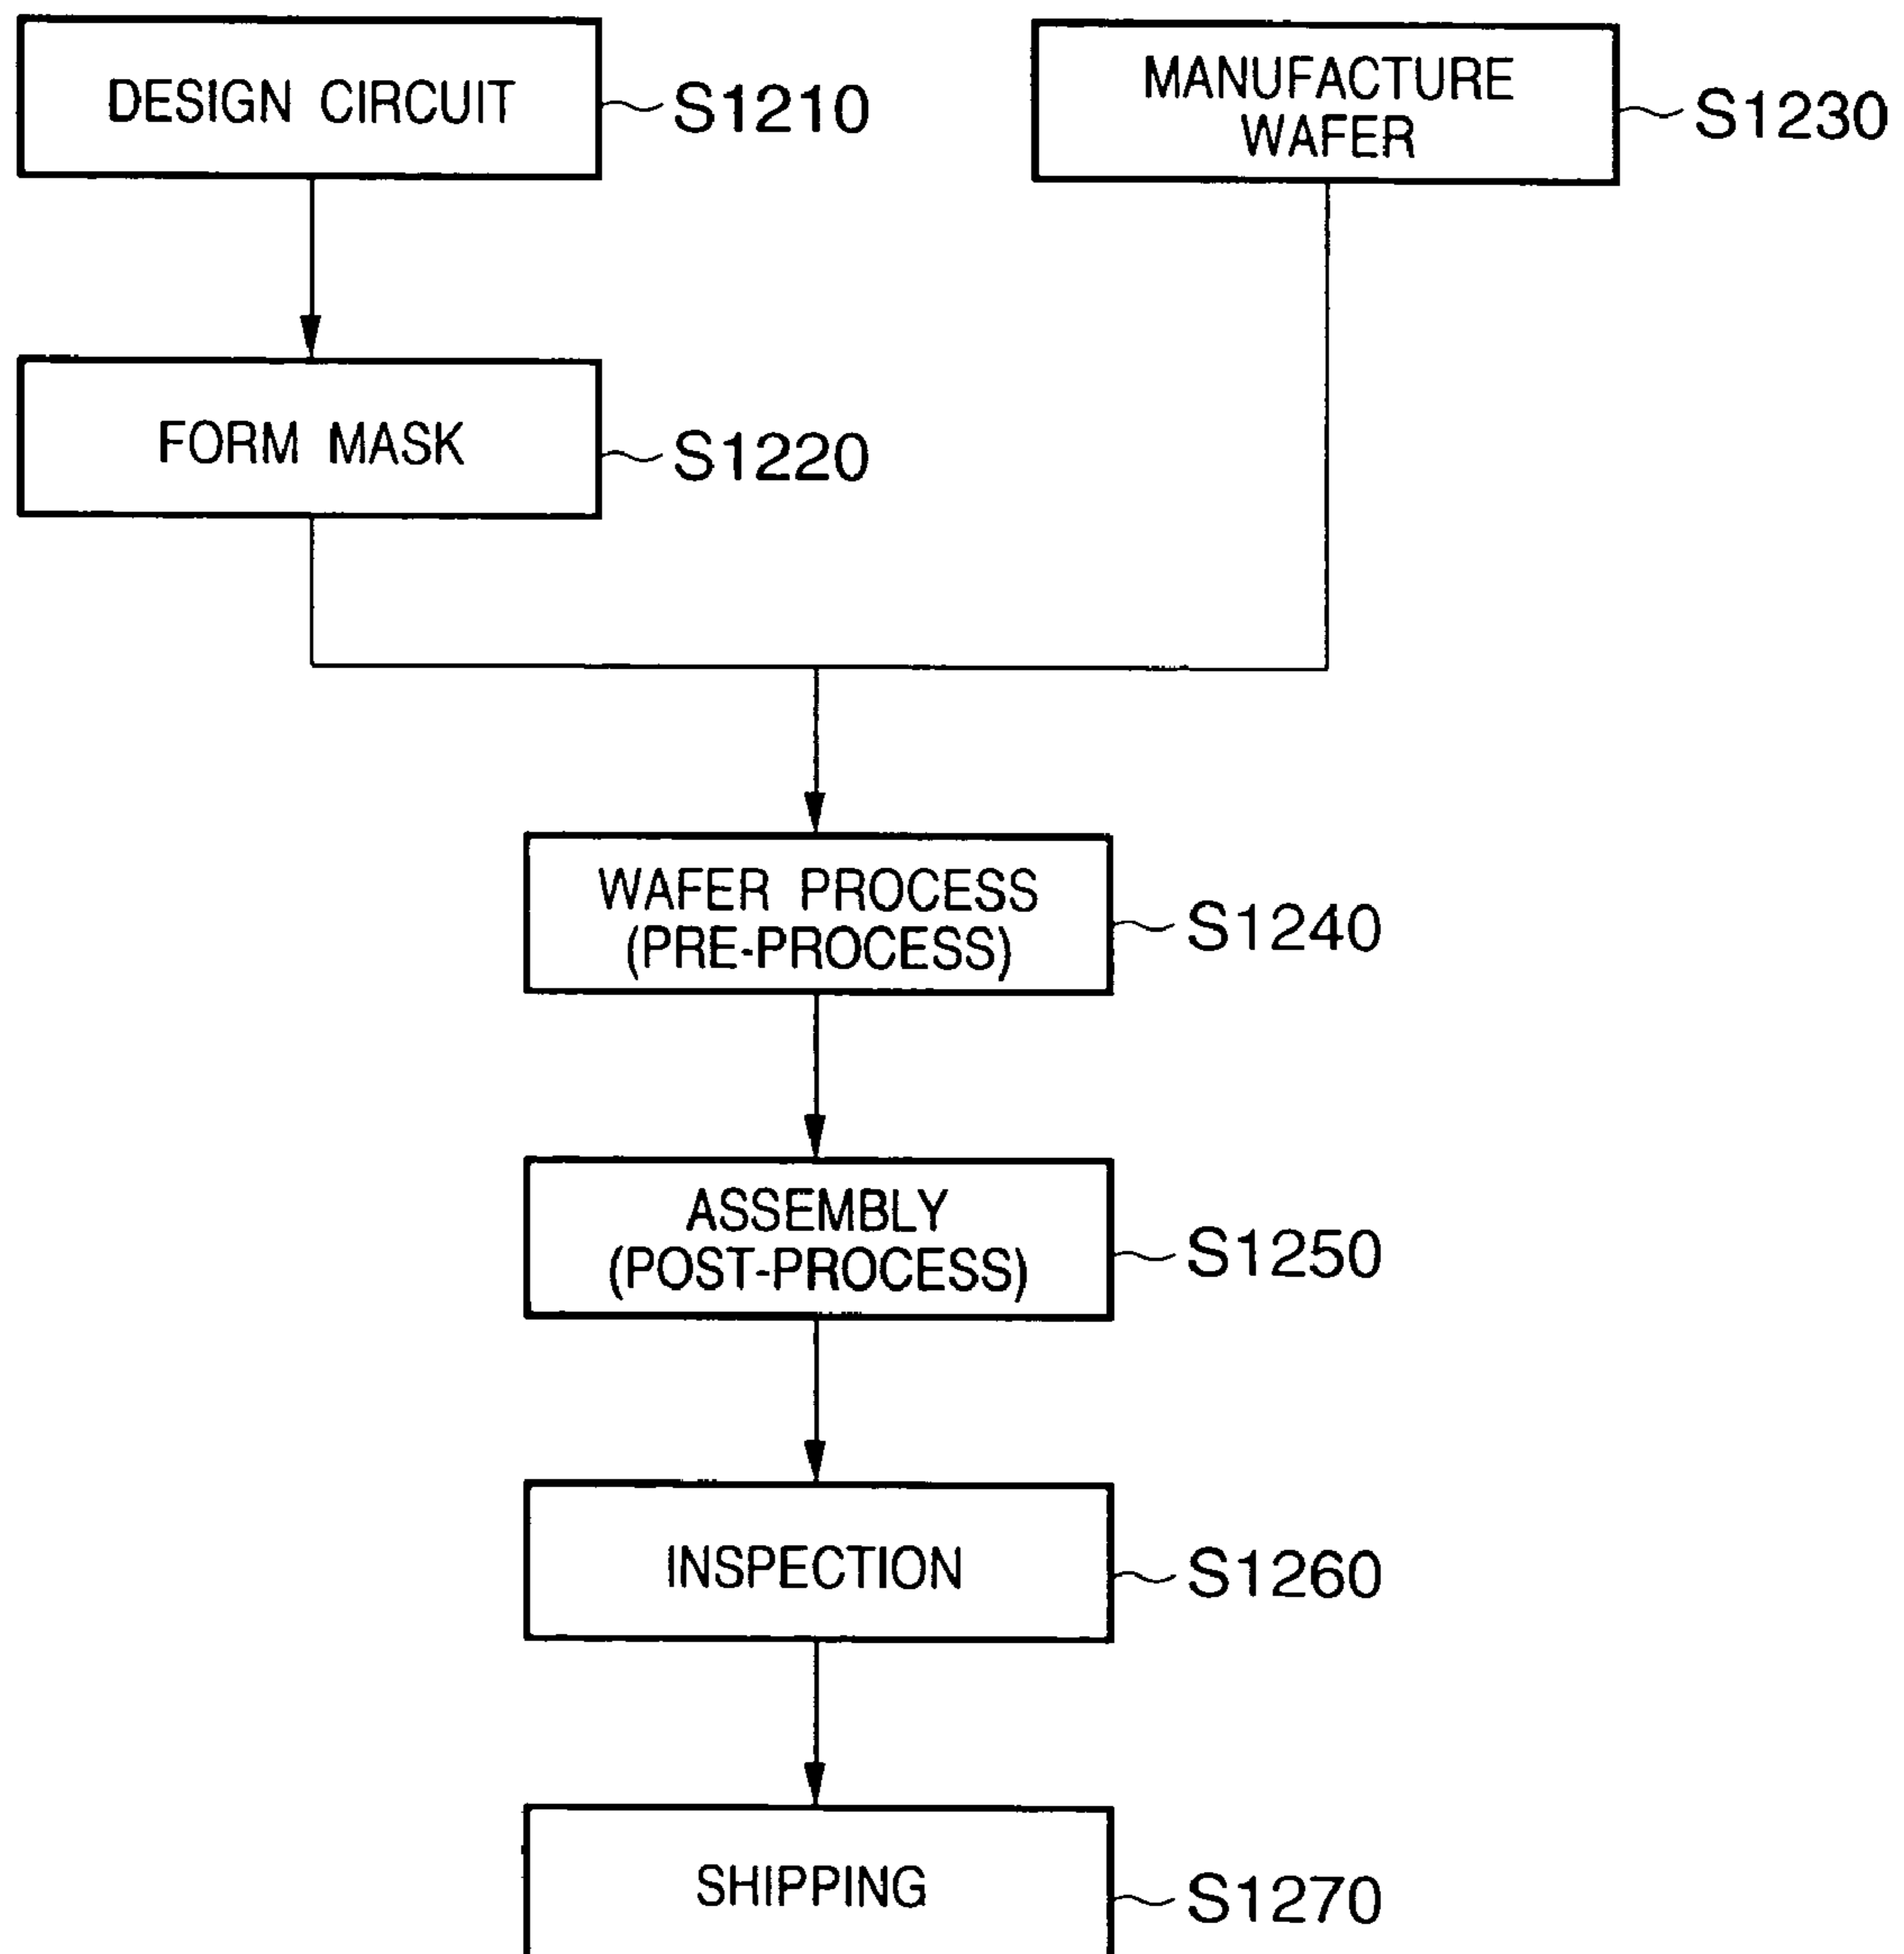 DESIGN CIRCUIT
S1210
MANUFACTURE
WAFER
S1230
FORM MASK
S1220
WAFER PROCESS
(PRE-PROCESS)
S1240
ASSEMBLY
(POST-PROCESS)
S1250
INSPECTION
S1260
SHIPPING
S1270